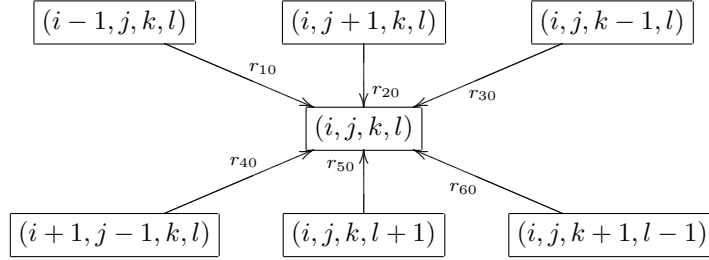 (i − 1, j, k, l) (i, j + 1, k, l) (i, j, k − 1, l)
r10 r20 r30
(i, j, k, l)
r40 r50 r60
(i + 1, j − 1, k, l) (i, j, k, l + 1) (i, j, k + 1, l − 1)